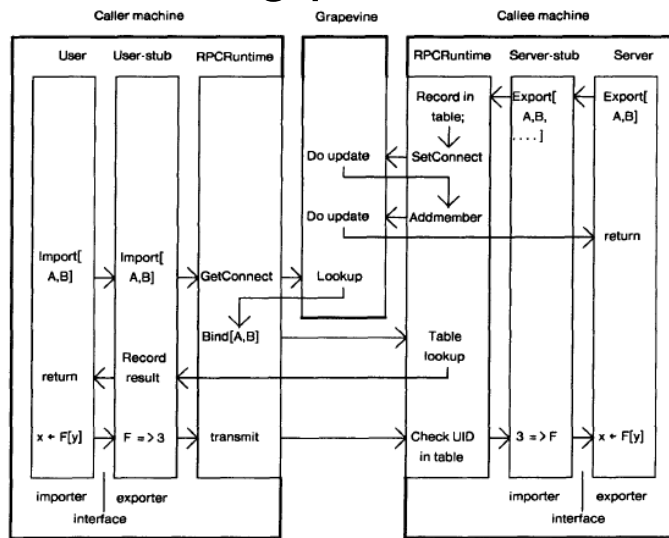 Caller machine Grapevine Callee machine
User User-stub RPCRuntime RPCRuntime Server-stub Server
Record in Export[ Export[
table; A,B, A,B]
....]
Do update SetConnect
Do update Addmember
return
Import[ Import[
A,B] A,B] GetConnect Lookup
Bind[A,B] Table
lookup
Record
return result
x ← F[y] F => 3 transmit Check UID 3 => F x ← F[y]
in table
importer exporter importer exporter
interface interface